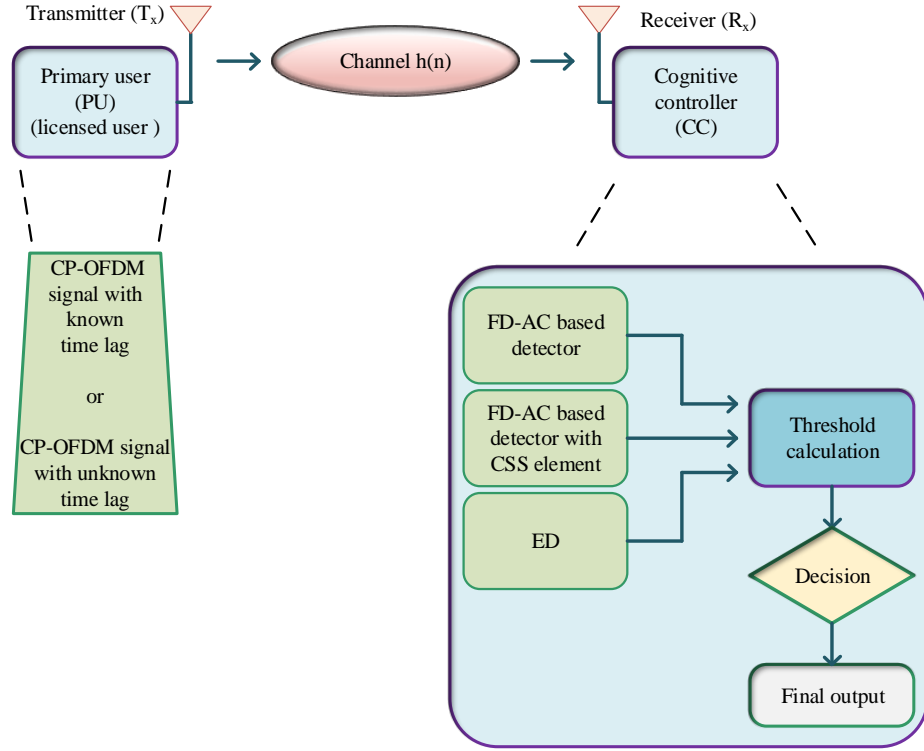 Transmitter (Tx)
Receiver (Rx)
Primary user
(PU)
(licensed user )
Channel h(n)
Cognitive
controller
(CC)
CP-OFDM
signal with
known
time lag
or
CP-OFDM signal
with unknown
time lag
FD-AC based
detector
FD-AC based
detector with
CSS element
ED
Threshold
calculation
Decision
Final output